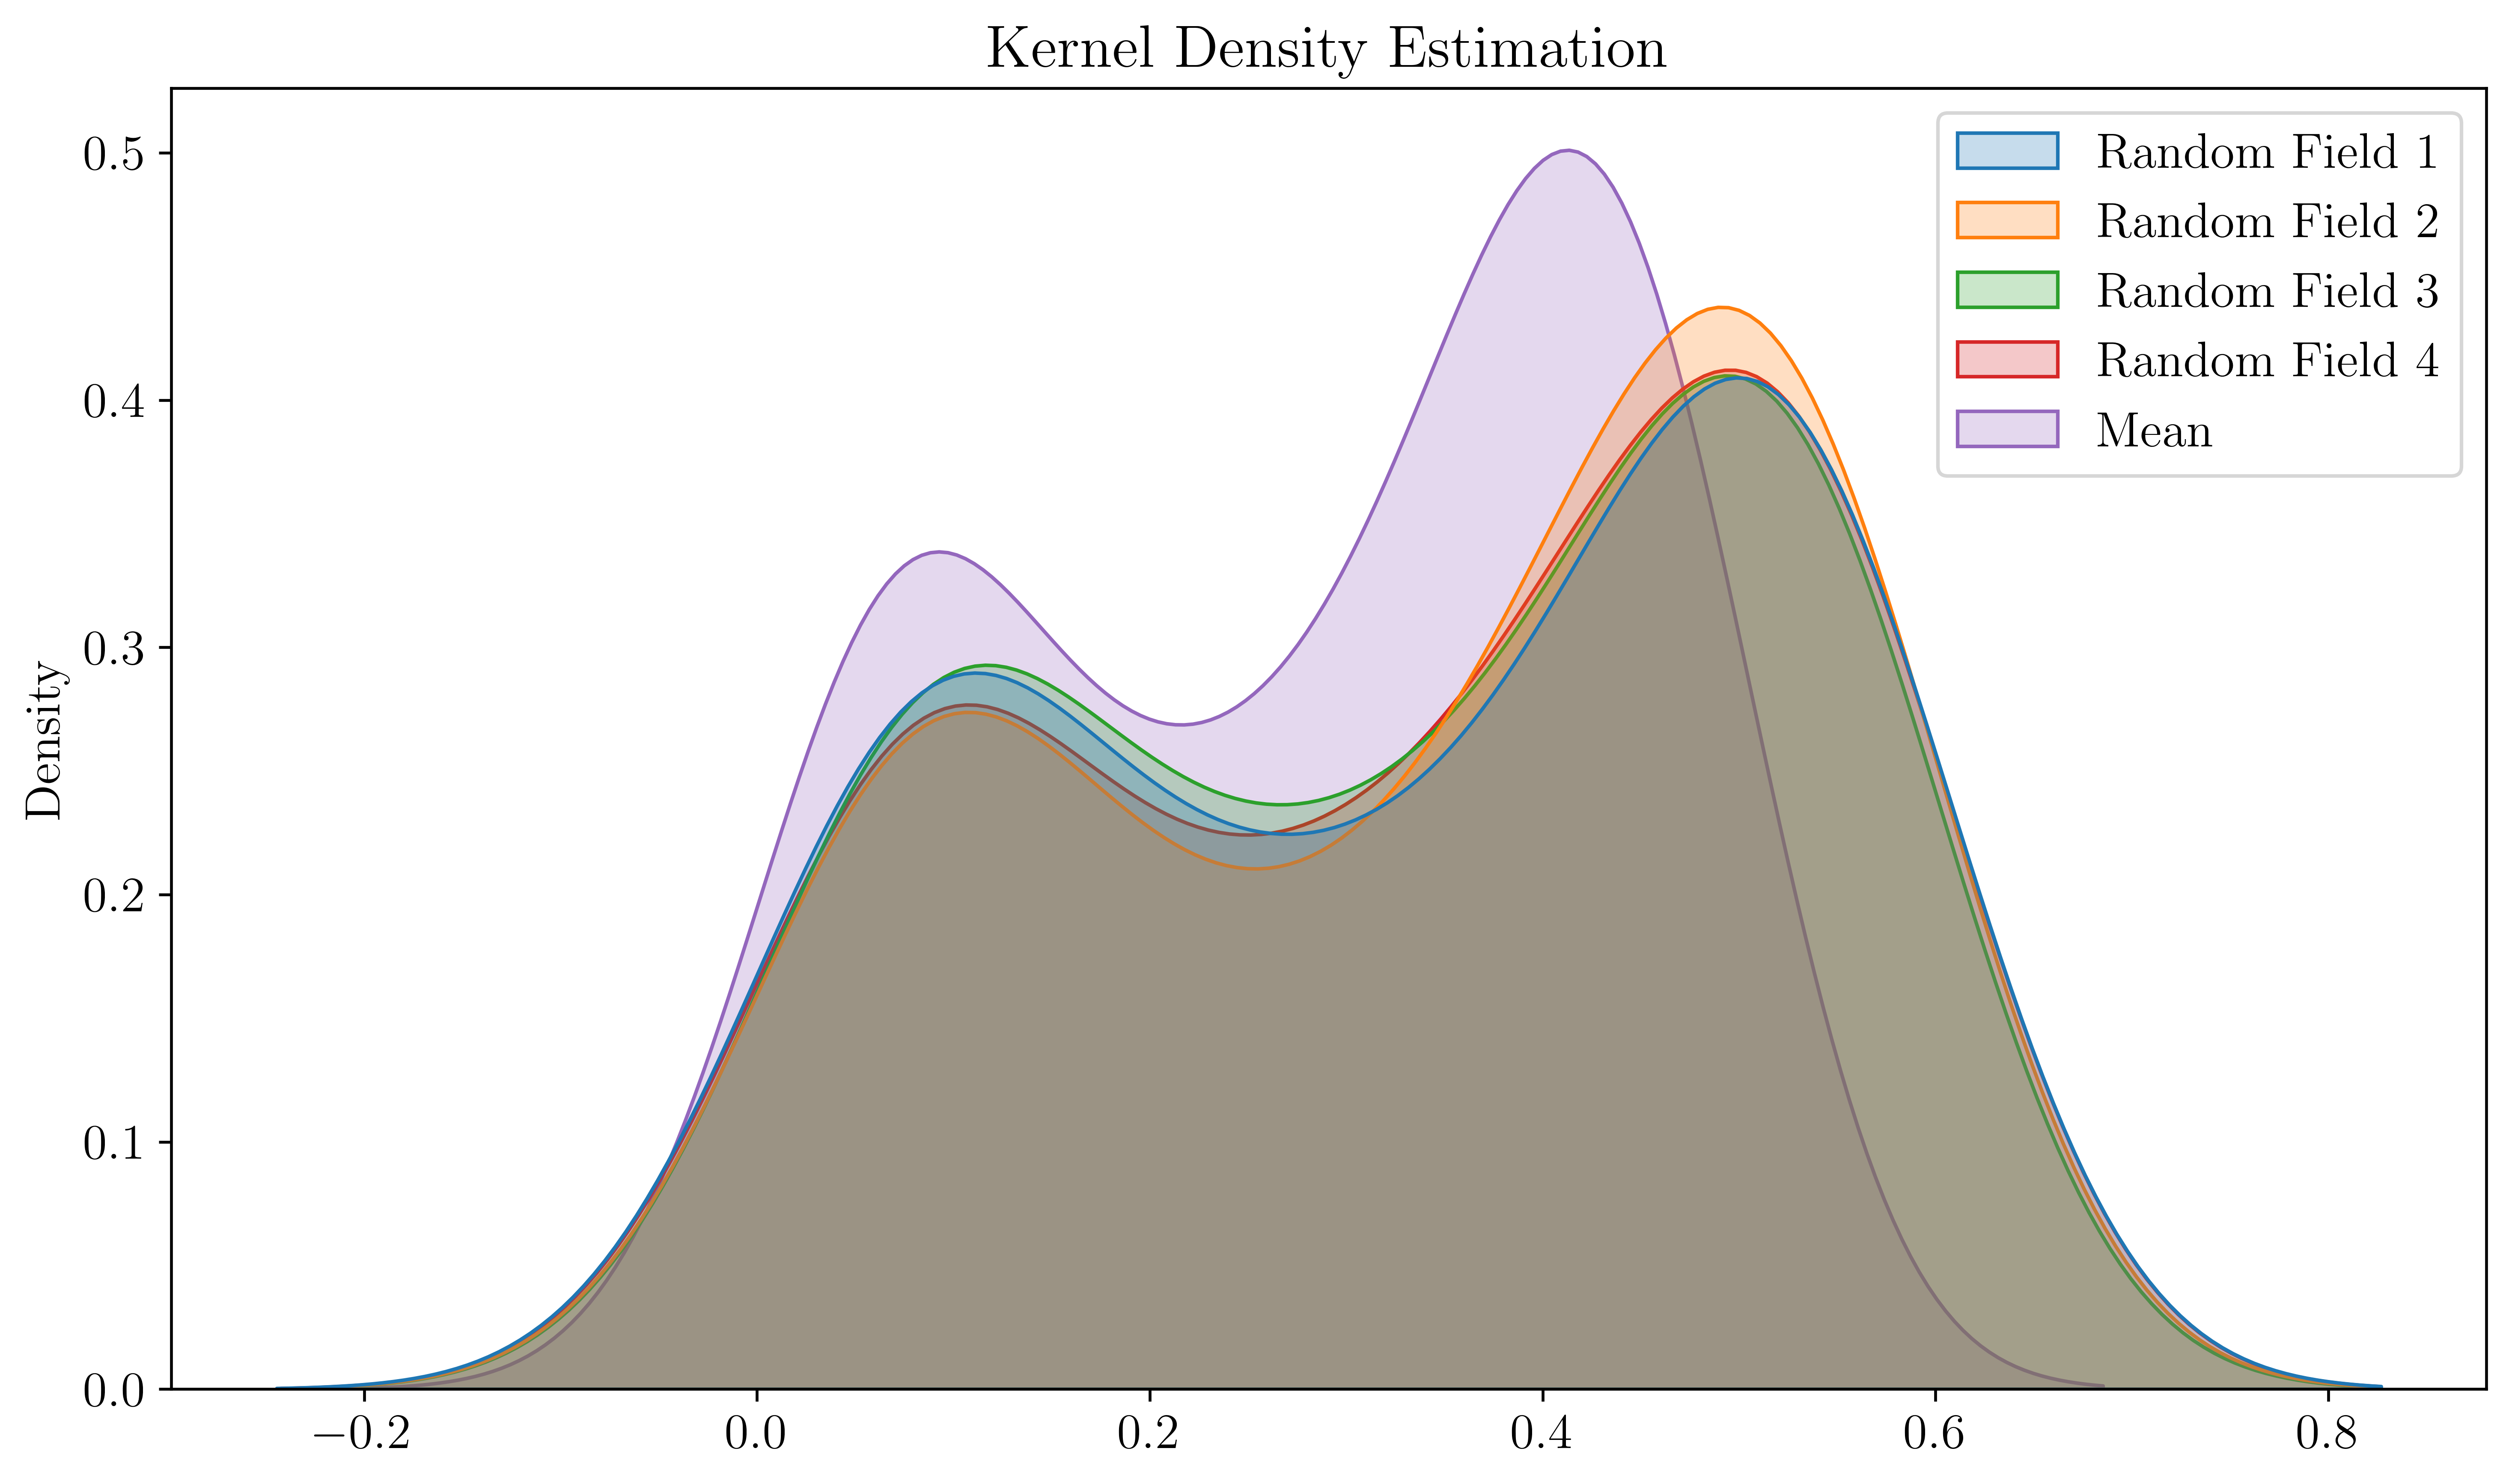 Kernel Density Estimation
Random Field 1
Random Field 2
Random Field 3
Random Field 4
Mean
Density
0.5
0.4
0.3
0.2
0.1
0.0
−0.2 0.0 0.2 0.4 0.6 0.8